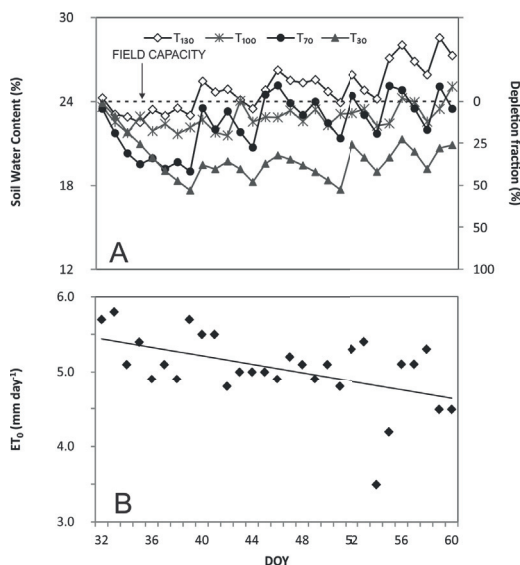 T130 T100 T70 T30
FIELD CAPACITY
Soil Water Content (%)
30
24
18
12
Depletion fraction (%)
0
0
25
50
75
100
A
ET0 (mm day-1)
6.0
5.0
4.0
3.0
B
32 36 40 44 48 52 56 60
DOY